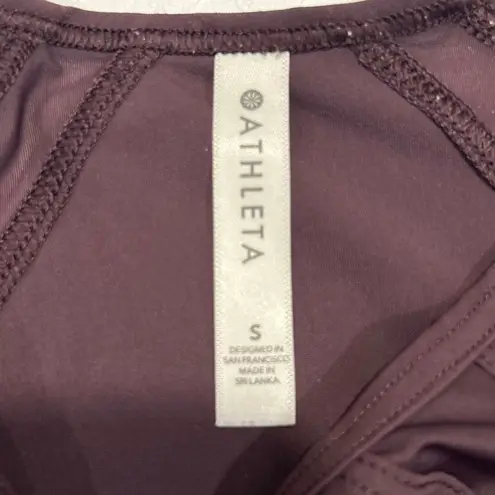 ATHLETA
S
DESIGNED IN
SAN FRANCISCO
MADE IN
SRI LANKA